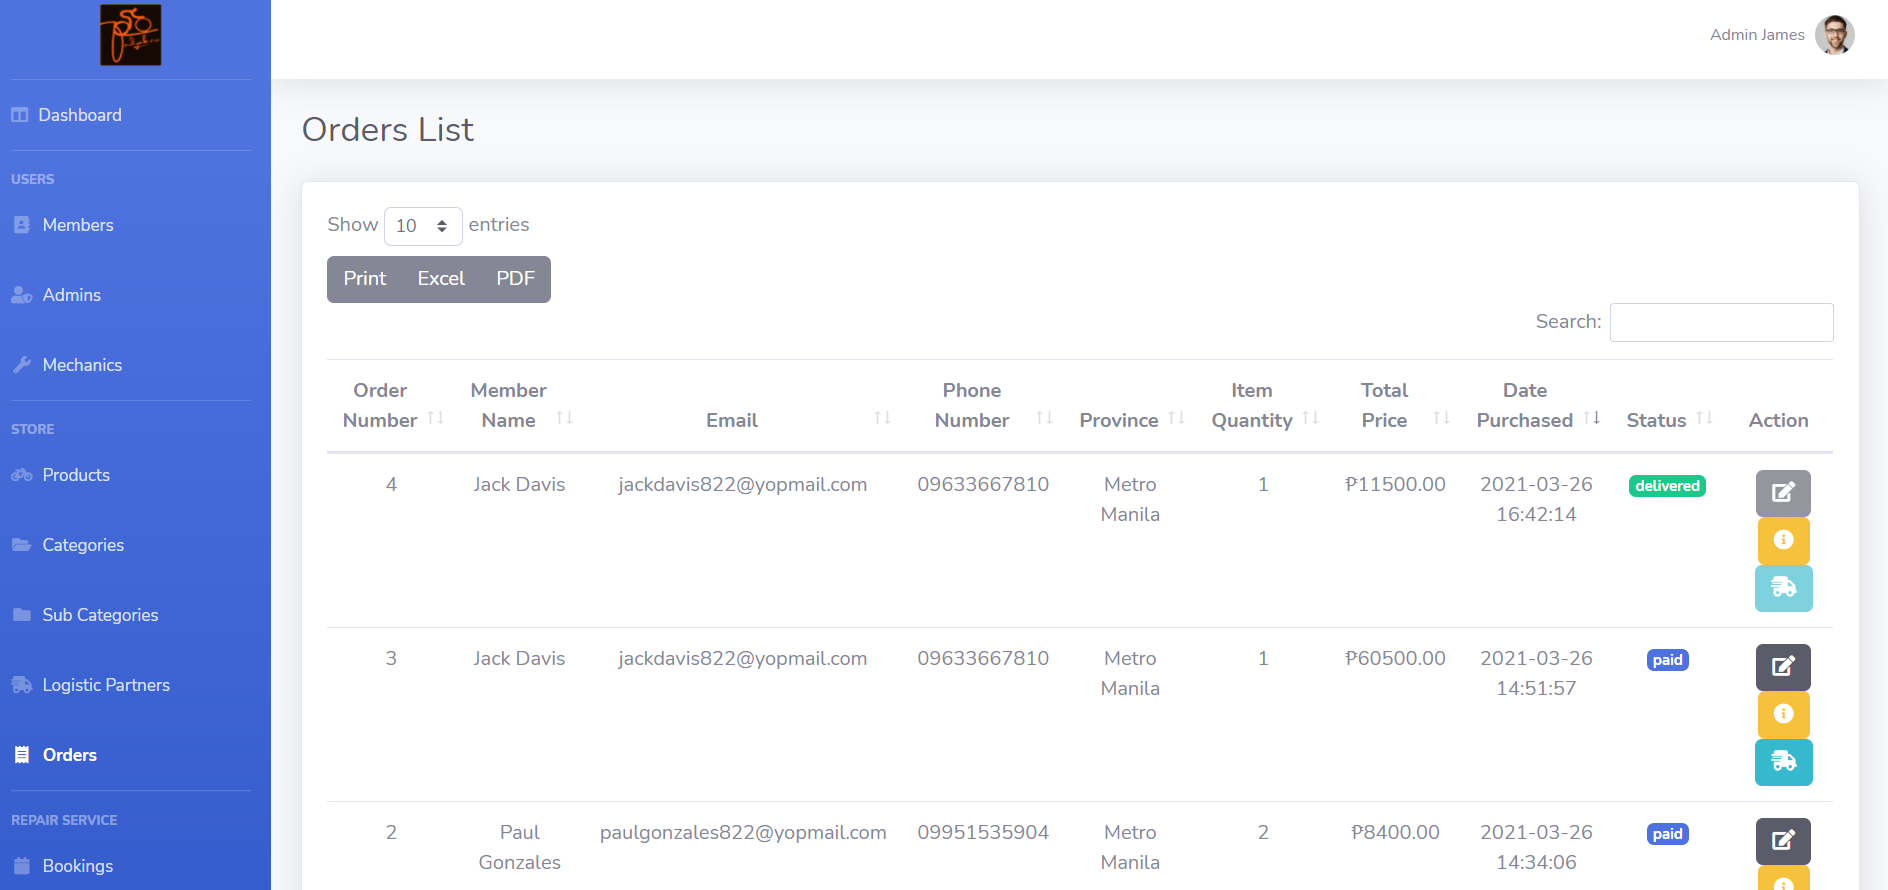 Admin James
Dashboard
USERS
Members
Admins
Mechanics
STORE
Products
Categories
Sub Categories
Logistic Partners
Orders
REPAIR SERVICE
Bookings
Orders List
Show 10 entries
Print Excel PDF
Search:
Order Number Member Name Email Phone Number Province Item Quantity Total Price Date Purchased Status Action
4 Jack Davis jackdavis822@yopmail.com 09633667810 Metro Manila 1 ₱11500.00 2021-03-26 16:42:14 delivered
3 Jack Davis jackdavis822@yopmail.com 09633667810 Metro Manila 1 ₱60500.00 2021-03-26 14:51:57 paid
2 Paul Gonzales paulgonzales822@yopmail.com 09951535904 Metro Manila 2 ₱8400.00 2021-03-26 14:34:06 paid